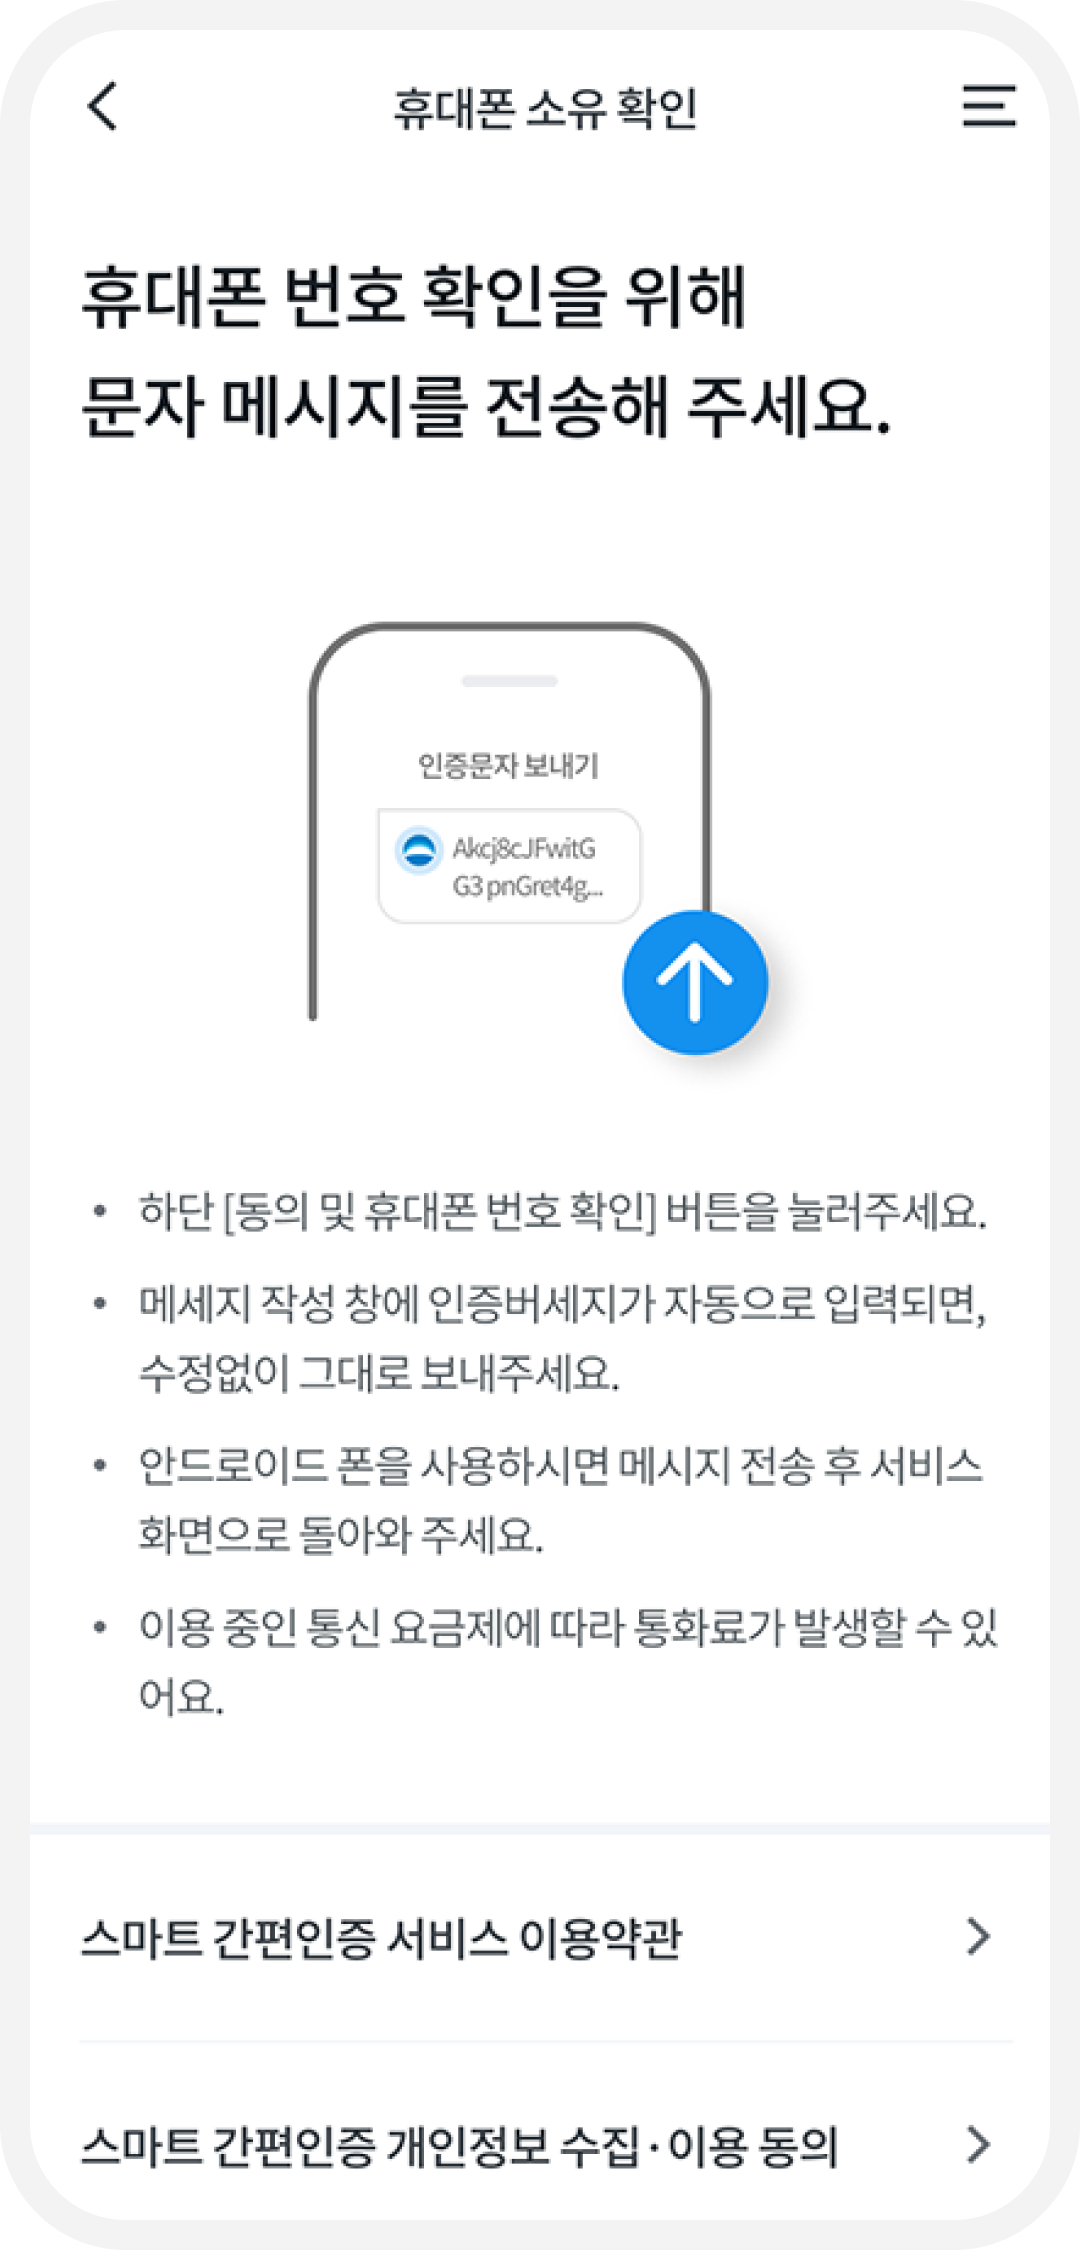 휴대폰 소유 확인
휴대폰 번호 확인을 위해
문자 메시지를 전송해 주세요.
인증문자 보내기
Akcj8cJFwitG
G3 pnGret4g...
• 하단 [동의 및 휴대폰 번호 확인] 버튼을 눌러주세요.
• 메세지 작성 창에 인증버세지가 자동으로 입력되면,
수정없이 그대로 보내주세요.
• 안드로이드 폰을 사용하시면 메시지 전송 후 서비스
화면으로 돌아와 주세요.
• 이용 중인 통신 요금제에 따라 통화료가 발생할 수 있
어요.
스마트 간편인증 서비스 이용약관
스마트 간편인증 개인정보 수집·이용 동의